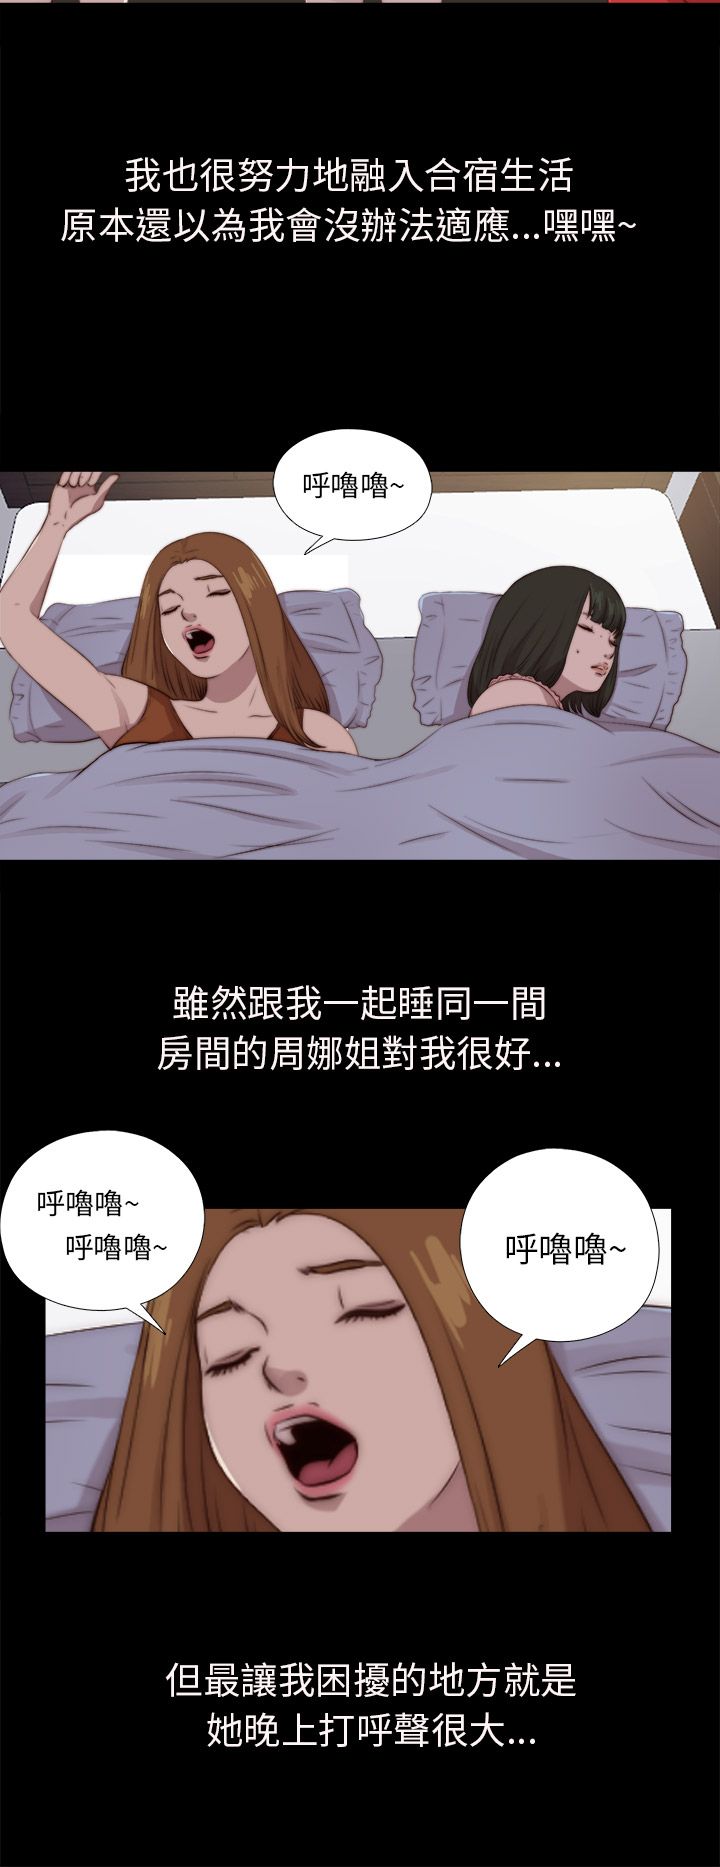 我也很努力地融入合宿生活
原本還以為我會沒辦法適應...嘿嘿~
呼嚕嚕~
雖然跟我一起睡同一間
房間的周娜姐對我很好...
呼嚕嚕~
呼嚕嚕~
呼嚕嚕~
但最讓我困擾的地方就是
她晚上打呼聲很大...